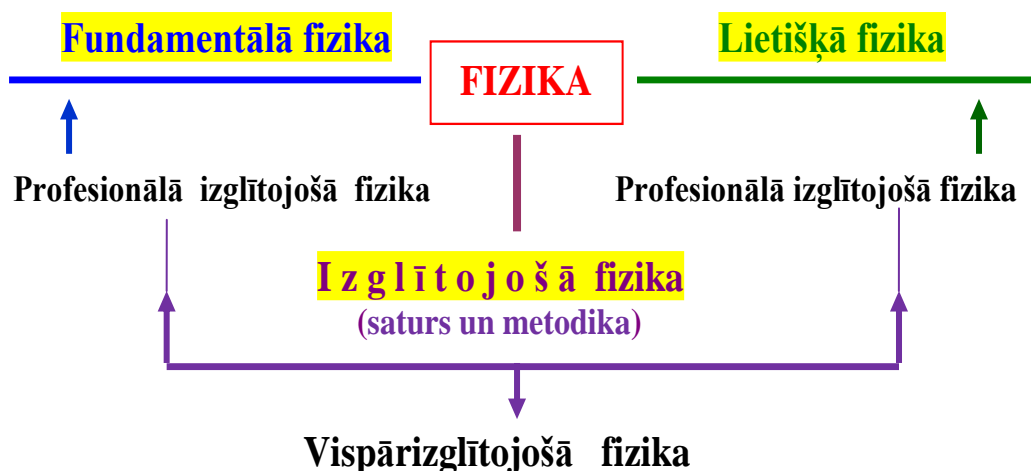 Fundamentālā fizika
Lietišķā fizika
FIZIKA
Profesionālā izglītojošā fizika
Profesionālā izglītojošā fizika
I z g l ī t o j o š ā fizika
(saturs un metodika)
Vispārizglītojošā fizika